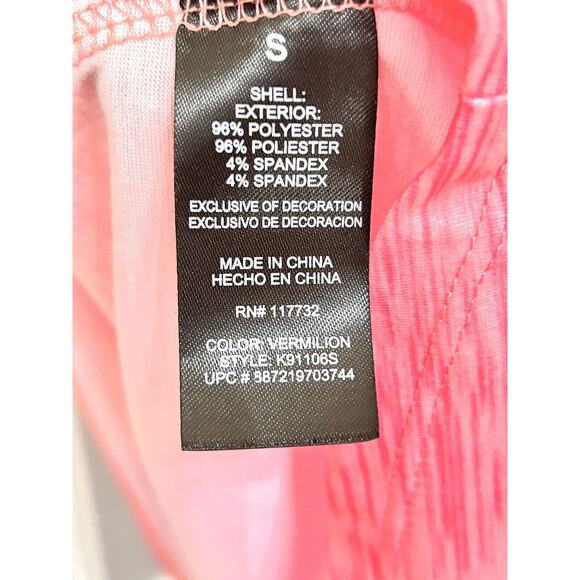 S
SHELL:
EXTERIOR:
96% POLYESTER
96% POLIESTER
4% SPANDEX
4% SPANDEX
EXCLUSIVE OF DECORATION
EXCLUSIVO DE DECORACION
MADE IN CHINA
HECHO EN CHINA
RN# 117732
COLOR: VERMILION
STYLE: K91106S
UPC # 887219703744